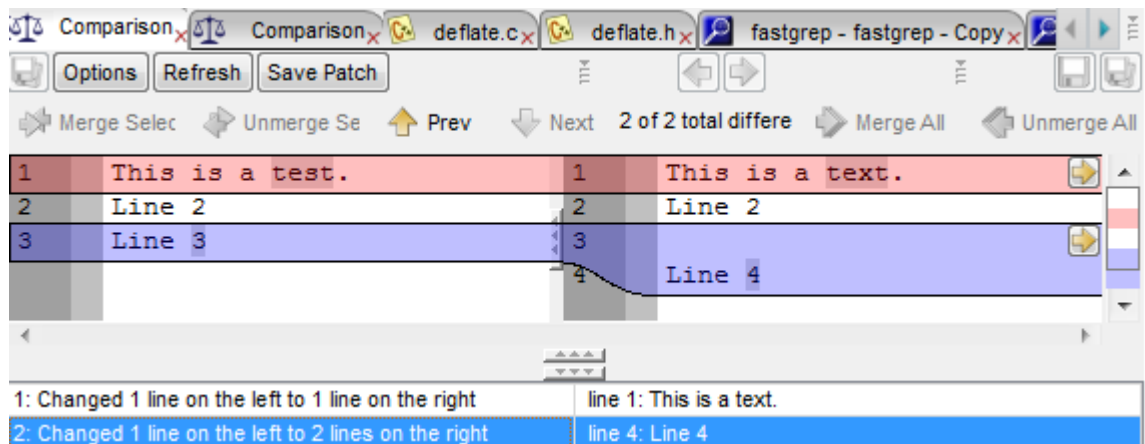 Comparison Comparison deflate.c deflate.h fastgrep - fastgrep - Copy
Options Refresh Save Patch
Merge Selec Unmerge Se Prev Next 2 of 2 total differe Merge All Unmerge All
1 This is a test. 1 This is a text.
2 Line 2 2 Line 2
3 Line 3 3
4 Line 4
1: Changed 1 line on the left to 1 line on the right line 1: This is a text.
2: Changed 1 line on the left to 2 lines on the right line 4: Line 4